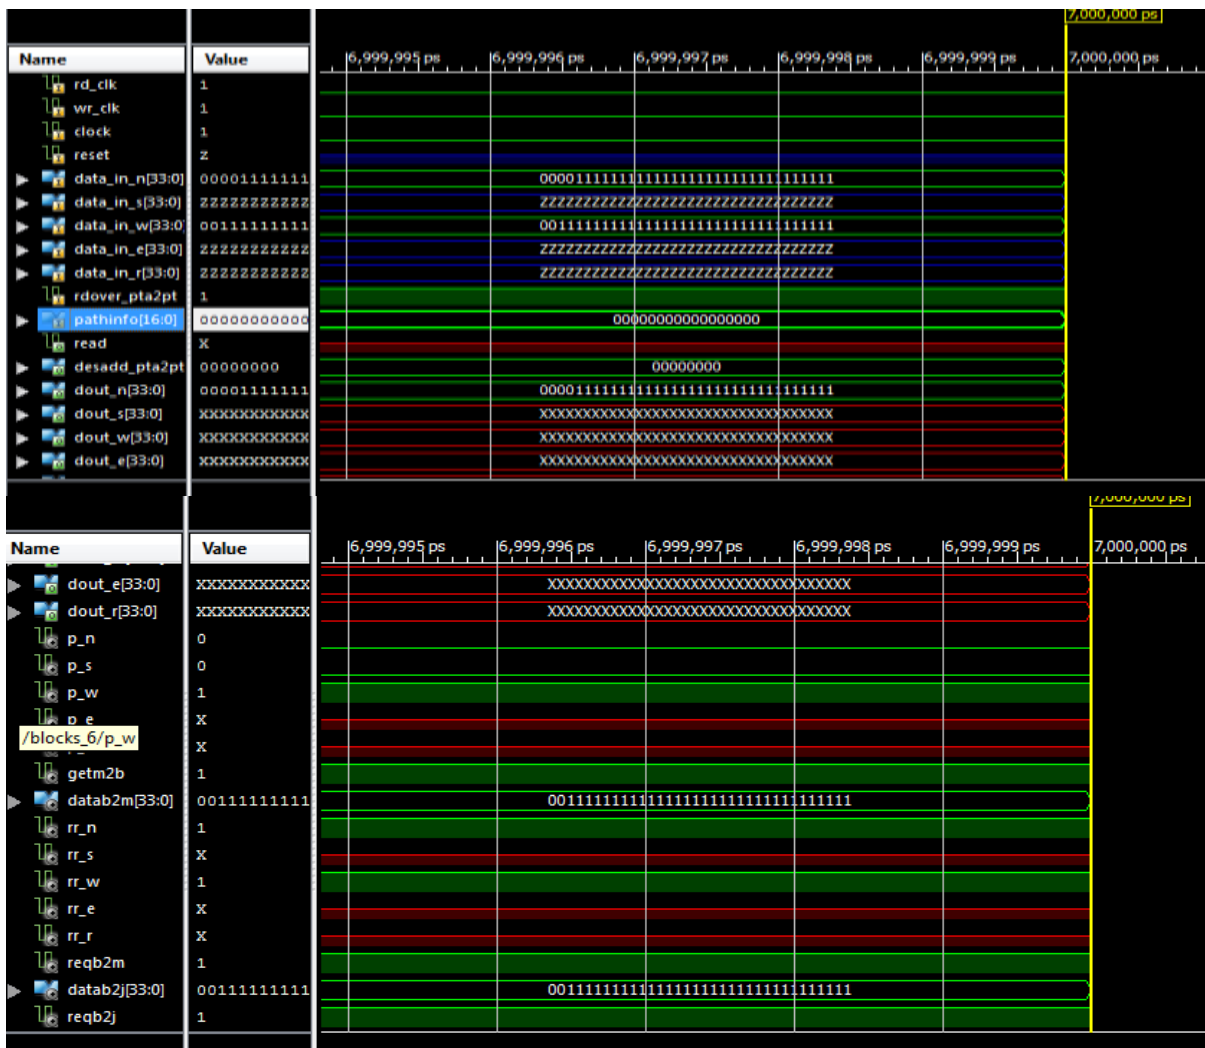 7,000,000 ps
Name Value 6,999,995 ps 6,999,996 ps 6,999,997 ps 6,999,998 ps 6,999,999 ps 7,000,000 ps
rd_clk 1
wr_clk 1
clock 1
reset z
data_in_n[33:0] 00001111111 0000111111111111111111111111111111
data_in_s[33:0] ZZZZZZZZZZZ ZZZZZZZZZZZZZZZZZZZZZZZZZZZZZZZZZZ
data_in_w[33:0] 00111111111 0011111111111111111111111111111111
data_in_e[33:0] ZZZZZZZZZZZ ZZZZZZZZZZZZZZZZZZZZZZZZZZZZZZZZZZ
data_in_r[33:0] ZZZZZZZZZZZ ZZZZZZZZZZZZZZZZZZZZZZZZZZZZZZZZZZ
rdover_pta2pt 1
pathinfo[16:0] 00000000000 00000000000000000
read X
desadd_pta2pt 00000000 00000000
dout_n[33:0] 00001111111 0000111111111111111111111111111111
dout_s[33:0] XXXXXXXXXXX XXXXXXXXXXXXXXXXXXXXXXXXXXXXXXXXXX
dout_w[33:0] XXXXXXXXXXX XXXXXXXXXXXXXXXXXXXXXXXXXXXXXXXXXX
dout_e[33:0] XXXXXXXXXXX XXXXXXXXXXXXXXXXXXXXXXXXXXXXXXXXXX
7,000,000 ps
Name Value 6,999,995 ps 6,999,996 ps 6,999,997 ps 6,999,998 ps 6,999,999 ps 7,000,000 ps
dout_e[33:0] XXXXXXXXXXX XXXXXXXXXXXXXXXXXXXXXXXXXXXXXXXXXX
dout_r[33:0] XXXXXXXXXXX XXXXXXXXXXXXXXXXXXXXXXXXXXXXXXXXXX
p_n 0
p_s 0
p_w 1
p_e X
/blocks_6/p_w X
getm2b 1
datab2m[33:0] 00111111111 0011111111111111111111111111111111
rr_n 1
rr_s X
rr_w 1
rr_e X
rr_r X
reqb2m 1
datab2j[33:0] 00111111111 0011111111111111111111111111111111
reqb2j 1